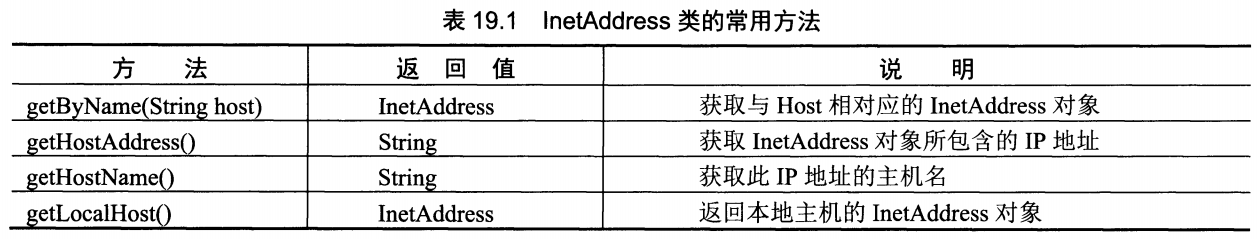 表 19.1 InetAddress 类的常用方法
方 法 返 回 值 说 明
getByName(String host) InetAddress 获取与 Host 相对应的 InetAddress 对象
getHostAddress() String 获取 InetAddress 对象所包含的 IP 地址
getHostName() String 获取此 IP 地址的主机名
getLocalHost() InetAddress 返回本地主机的 InetAddress 对象